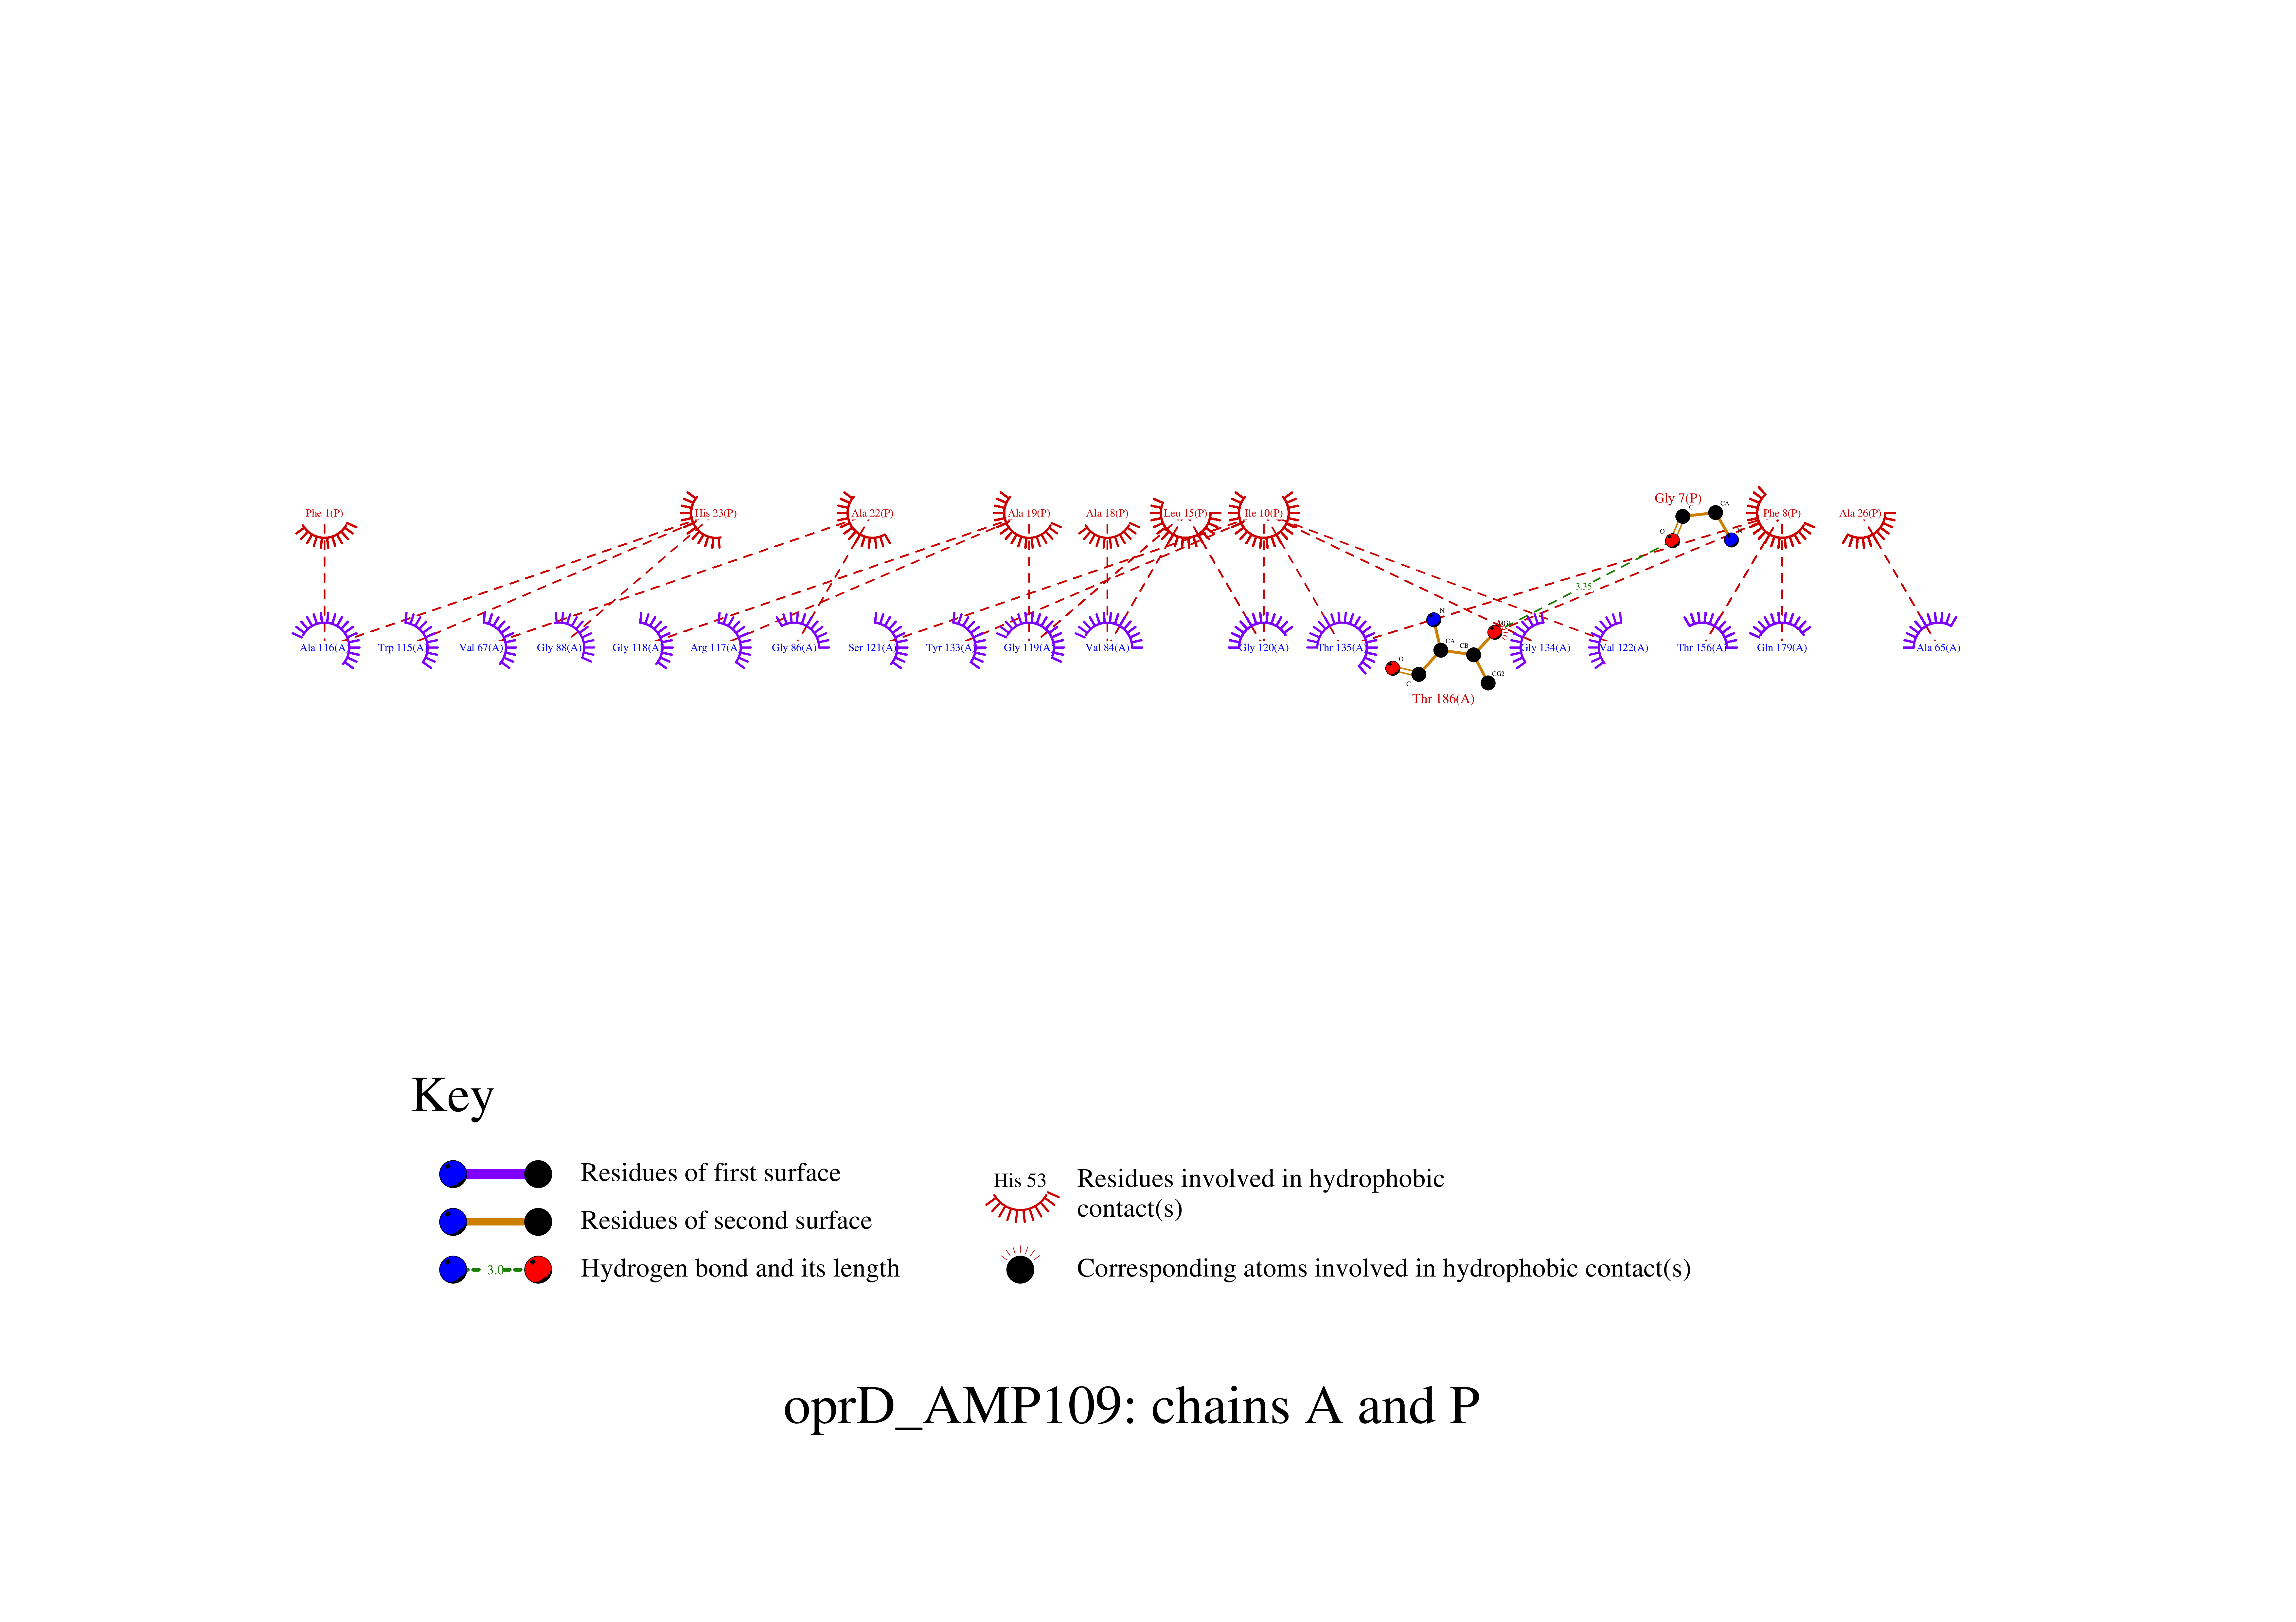 Phe 1(P)
His 23(P)
Ala 22(P)
Ala 19(P)
Ala 18(P)
Leu 15(P)
Ile 10(P)
Gly 7(P)
C
CA
O
N
Phe 8(P)
Ala 26(P)
3.35
Ala 116(A)
Trp 115(A)
Val 67(A)
Gly 88(A)
Gly 118(A)
Arg 117(A)
Gly 86(A)
Ser 121(A)
Tyr 133(A)
Gly 119(A)
Val 84(A)
Gly 120(A)
Thr 135(A)
N
CA
CB
O
C
CG2
Thr 186(A)
Gly 134(A)
Val 122(A)
Thr 156(A)
Gln 179(A)
Ala 65(A)
Key
Residues of first surface
Residues of second surface
3.0
Hydrogen bond and its length
His 53
Residues involved in hydrophobic
contact(s)
Corresponding atoms involved in hydrophobic contact(s)
oprD_AMP109: chains A and P